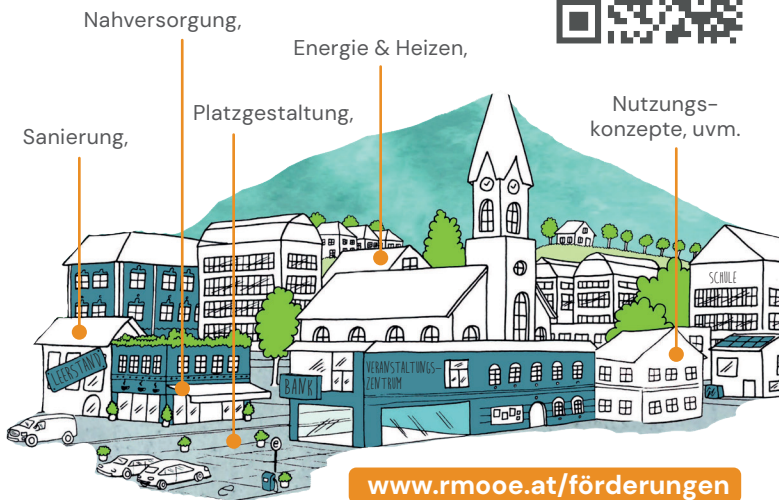 Nahversorgung,
Energie & Heizen,
Platzgestaltung,
Nutzungs-
konzepte, uvm.
Sanierung,
SCHULE
LEERSTAND
BANK
VERANSTALTUNGS-
ZENTRUM
e
www.rmooe.at/förderungen